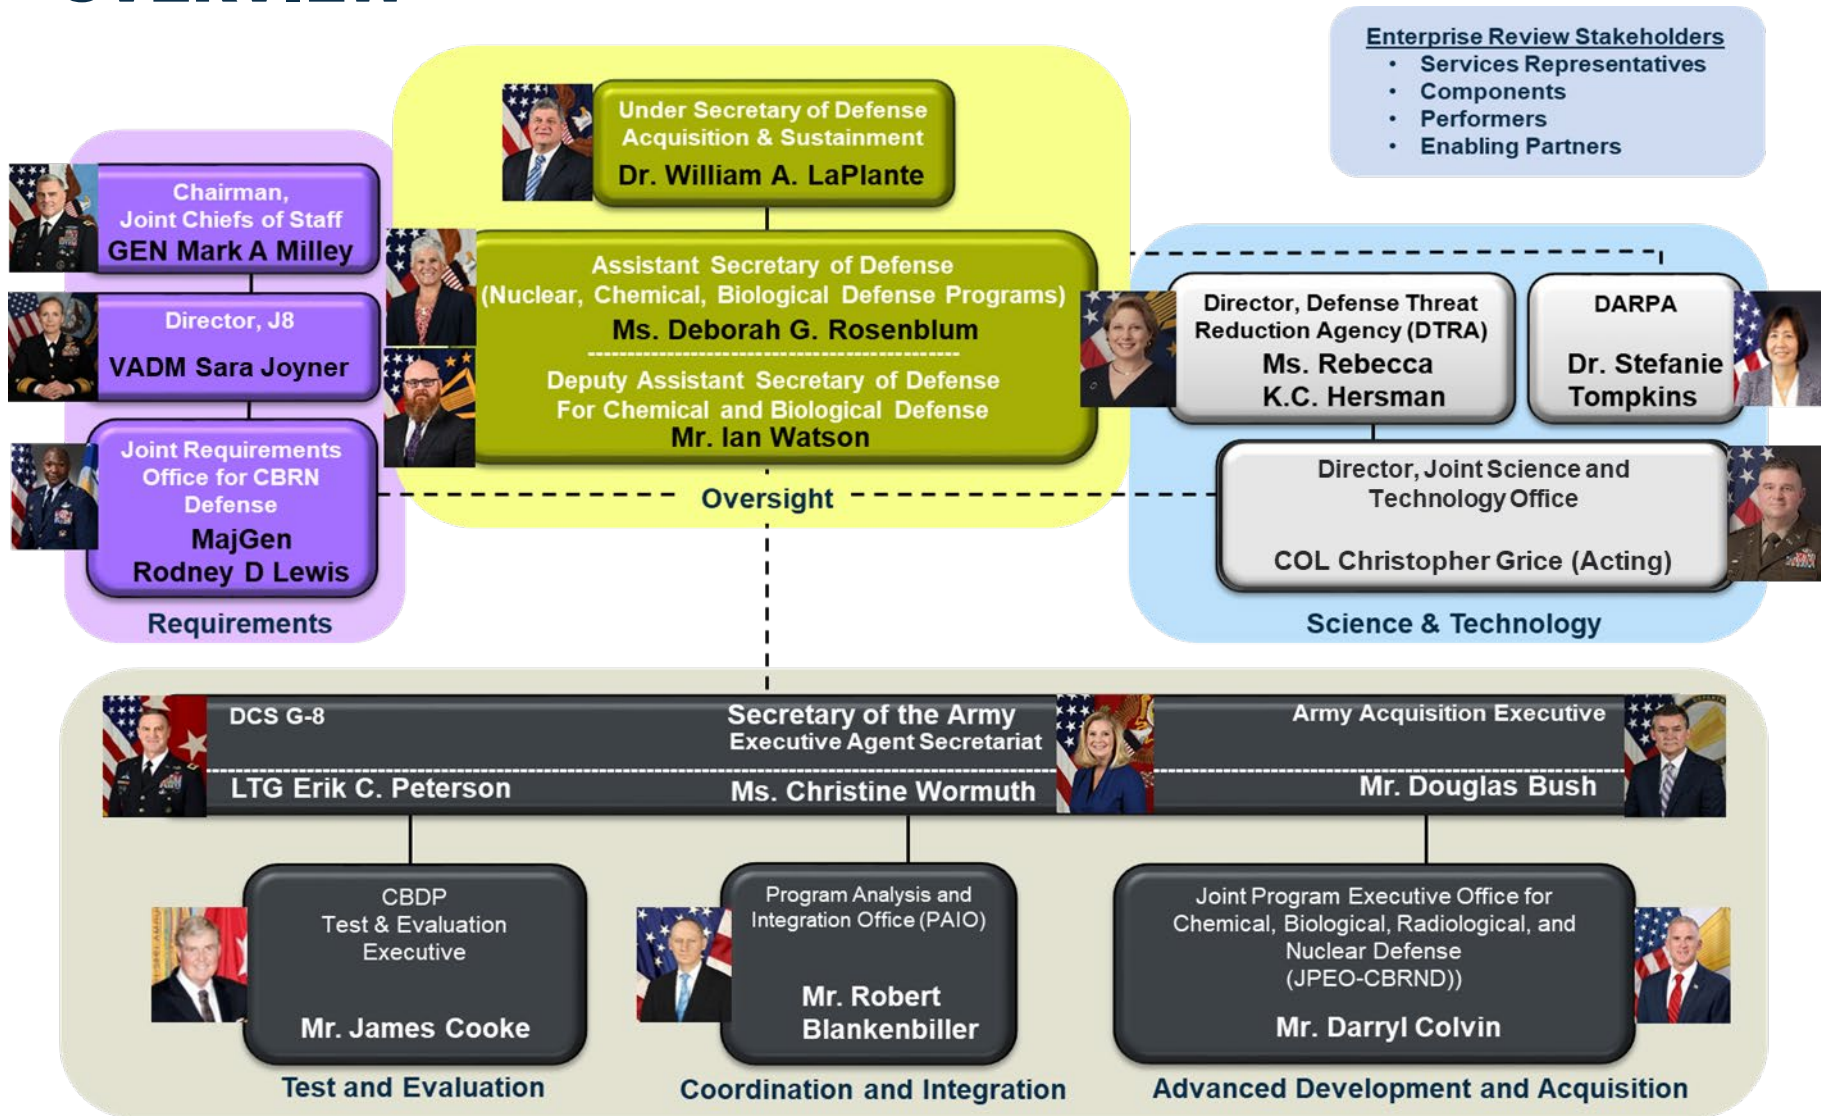 OVERVIEW
Enterprise Review Stakeholders
• Services Representatives
• Components
• Performers
• Enabling Partners
Under Secretary of Defense
Acquisition & Sustainment
Dr. William A. LaPlante
Chairman,
Joint Chiefs of Staff
GEN Mark A Milley
Director, J8
VADM Sara Joyner
Joint Requirements
Office for CBRN
Defense
MajGen
Rodney D Lewis
Requirements
Assistant Secretary of Defense
(Nuclear, Chemical, Biological Defense Programs)
Ms. Deborah G. Rosenblum
Deputy Assistant Secretary of Defense
For Chemical and Biological Defense
Mr. Ian Watson
Oversight
Director, Defense Threat
Reduction Agency (DTRA)
Ms. Rebecca
K.C. Hersman
DARPA
Dr. Stefanie
Tompkins
Director, Joint Science and
Technology Office
COL Christopher Grice (Acting)
Science & Technology
DCS G-8
LTG Erik C. Peterson
Secretary of the Army
Executive Agent Secretariat
Ms. Christine Wormuth
Army Acquisition Executive
Mr. Douglas Bush
CBDP
Test & Evaluation
Executive
Mr. James Cooke
Test and Evaluation
Program Analysis and
Integration Office (PAIO)
Mr. Robert
Blankenbiller
Coordination and Integration
Joint Program Executive Office for
Chemical, Biological, Radiological, and
Nuclear Defense
(JPEO-CBRND))
Mr. Darryl Colvin
Advanced Development and Acquisition